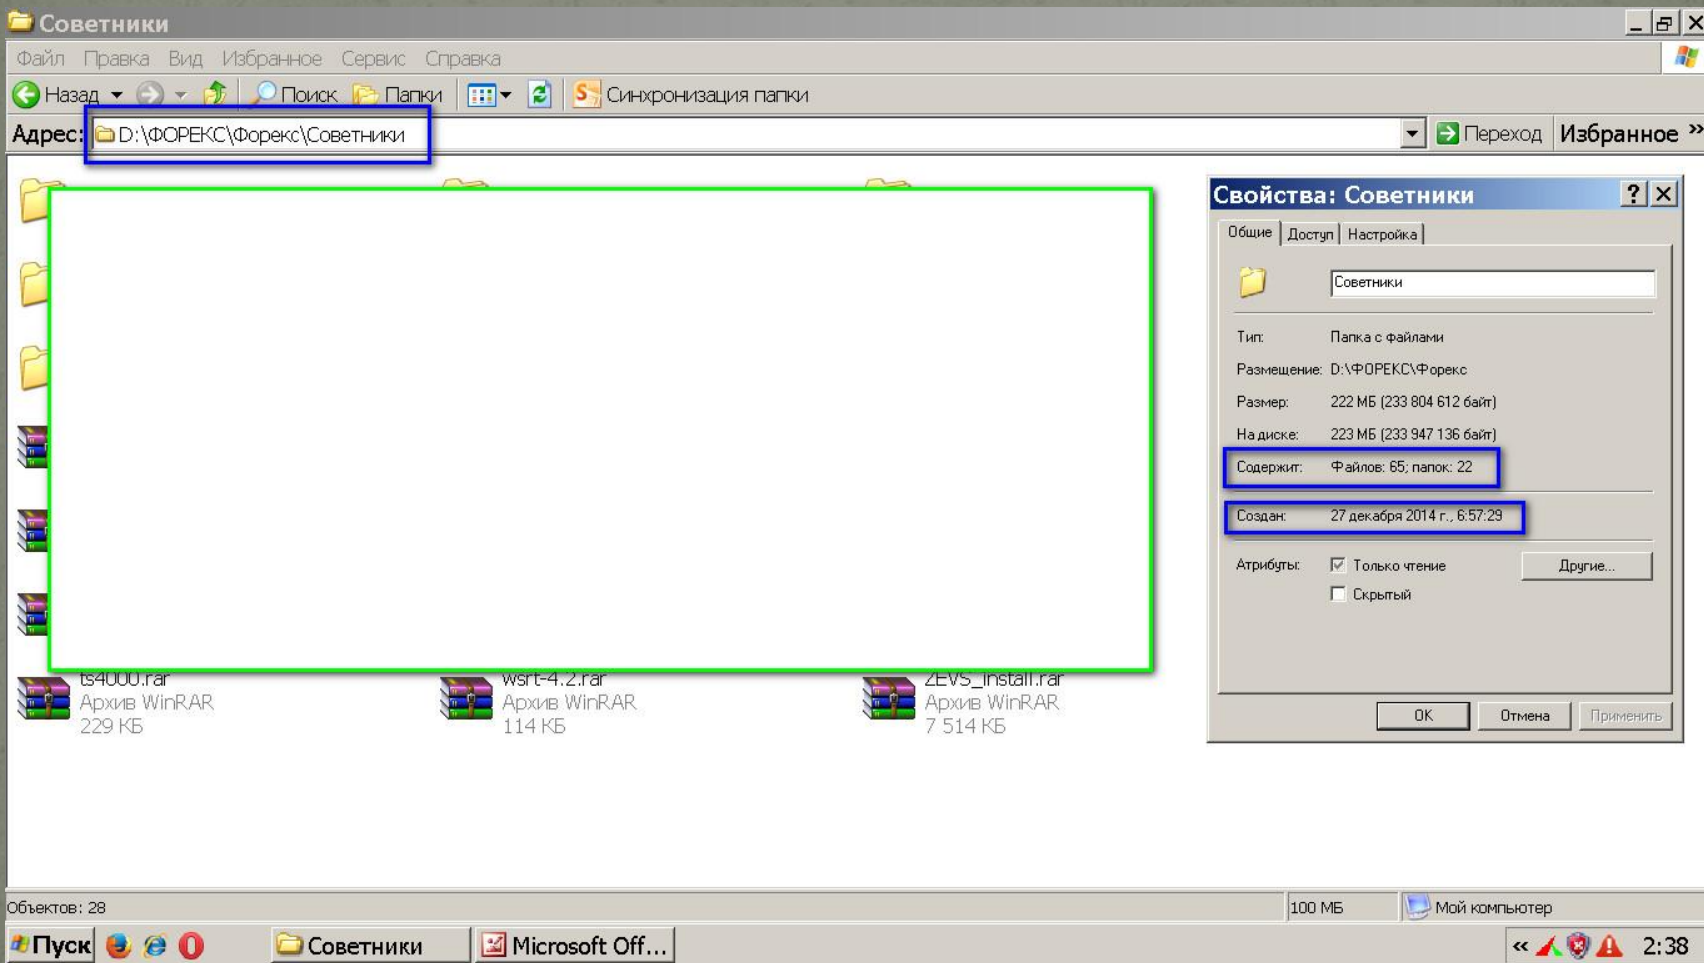 Советники
Файл Правка Вид Избранное Сервис Справка
Назад Поиск Папки Синхронизация папки
Адрес: D:\ФОРЕКС\Форекс\Советники Переход Избранное »
Свойства: Советники
Общие Доступ Настройка
Советники
Тип: Папка с файлами
Размещение: D:\ФОРЕКС\Форекс
Размер: 222 МБ (233 804 612 байт)
На диске: 223 МБ (233 947 136 байт)
Содержит: Файлов: 65; папок: 22
Создан: 27 декабря 2014 г., 6:57:29
Атрибуты: Только чтение Другие...
Скрытый
OK Отмена Применить
ts4000.rar
Архив WinRAR
229 КБ
wsrt-4.2.rar
Архив WinRAR
114 КБ
ZEVS_install.rar
Архив WinRAR
7 514 КБ
Объектов: 28 100 МБ Мой компьютер
Пуск Советники Microsoft Off... « 2:38